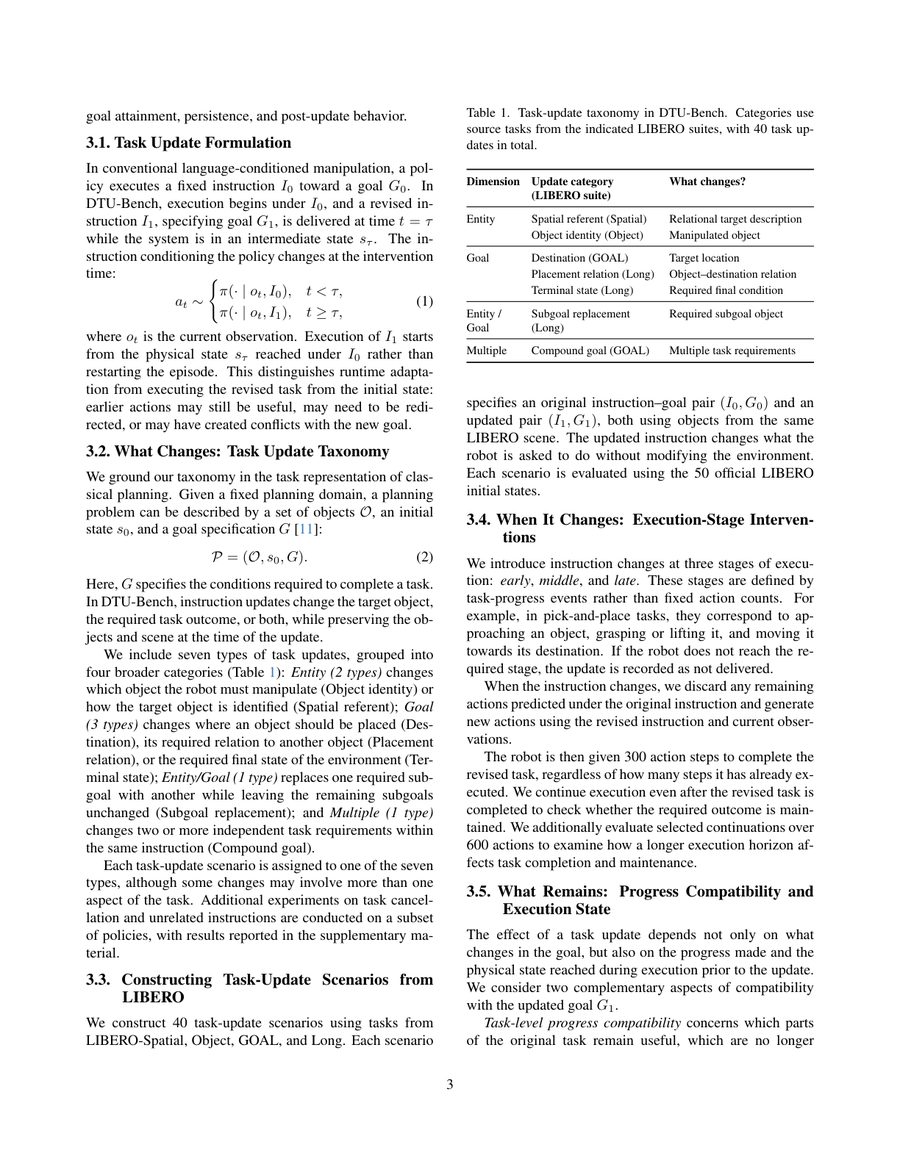 goal attainment, persistence, and post-update behavior.
3.1. Task Update Formulation
In conventional language-conditioned manipulation, a pol-
icy executes a fixed instruction I0 toward a goal G0. In
DTU-Bench, execution begins under I0, and a revised in-
struction I1, specifying goal G1, is delivered at time t = τ
while the system is in an intermediate state sτ. The in-
struction conditioning the policy changes at the intervention
time:
at ∼ { π(· | ot, I0), t < τ,
π(· | ot, I1), t ≥ τ, (1)
where ot is the current observation. Execution of I1 starts
from the physical state sτ reached under I0 rather than
restarting the episode. This distinguishes runtime adapta-
tion from executing the revised task from the initial state:
earlier actions may still be useful, may need to be redi-
rected, or may have created conflicts with the new goal.
3.2. What Changes: Task Update Taxonomy
We ground our taxonomy in the task representation of clas-
sical planning. Given a fixed planning domain, a planning
problem can be described by a set of objects O, an initial
state s0, and a goal specification G [11]:
P = (O, s0, G). (2)
Here, G specifies the conditions required to complete a task.
In DTU-Bench, instruction updates change the target object,
the required task outcome, or both, while preserving the ob-
jects and scene at the time of the update.
We include seven types of task updates, grouped into
four broader categories (Table 1): Entity (2 types) changes
which object the robot must manipulate (Object identity) or
how the target object is identified (Spatial referent); Goal
(3 types) changes where an object should be placed (Des-
tination), its required relation to another object (Placement
relation), or the required final state of the environment (Ter-
minal state); Entity/Goal (1 type) replaces one required sub-
goal with another while leaving the remaining subgoals
unchanged (Subgoal replacement); and Multiple (1 type)
changes two or more independent task requirements within
the same instruction (Compound goal).
Each task-update scenario is assigned to one of the seven
types, although some changes may involve more than one
aspect of the task. Additional experiments on task cancel-
lation and unrelated instructions are conducted on a subset
of policies, with results reported in the supplementary ma-
terial.
3.3. Constructing Task-Update Scenarios from
LIBERO
We construct 40 task-update scenarios using tasks from
LIBERO-Spatial, Object, GOAL, and Long. Each scenario
Table 1. Task-update taxonomy in DTU-Bench. Categories use
source tasks from the indicated LIBERO suites, with 40 task up-
dates in total.
Dimension Update category What changes?
(LIBERO suite)
Entity Spatial referent (Spatial) Relational target description
Object identity (Object) Manipulated object
Goal Destination (GOAL) Target location
Placement relation (Long) Object–destination relation
Terminal state (Long) Required final condition
Entity / Subgoal replacement Required subgoal object
Goal (Long)
Multiple Compound goal (GOAL) Multiple task requirements
specifies an original instruction–goal pair (I0, G0) and an
updated pair (I1, G1), both using objects from the same
LIBERO scene. The updated instruction changes what the
robot is asked to do without modifying the environment.
Each scenario is evaluated using the 50 official LIBERO
initial states.
3.4. When It Changes: Execution-Stage Interven-
tions
We introduce instruction changes at three stages of execu-
tion: early, middle, and late. These stages are defined by
task-progress events rather than fixed action counts. For
example, in pick-and-place tasks, they correspond to ap-
proaching an object, grasping or lifting it, and moving it
towards its destination. If the robot does not reach the re-
quired stage, the update is recorded as not delivered.
When the instruction changes, we discard any remaining
actions predicted under the original instruction and generate
new actions using the revised instruction and current obser-
vations.
The robot is then given 300 action steps to complete the
revised task, regardless of how many steps it has already ex-
ecuted. We continue execution even after the revised task is
completed to check whether the required outcome is main-
tained. We additionally evaluate selected continuations over
600 actions to examine how a longer execution horizon af-
fects task completion and maintenance.
3.5. What Remains: Progress Compatibility and
Execution State
The effect of a task update depends not only on what
changes in the goal, but also on the progress made and the
physical state reached during execution prior to the update.
We consider two complementary aspects of compatibility
with the updated goal G1.
Task-level progress compatibility concerns which parts
of the original task remain useful, which are no longer
3